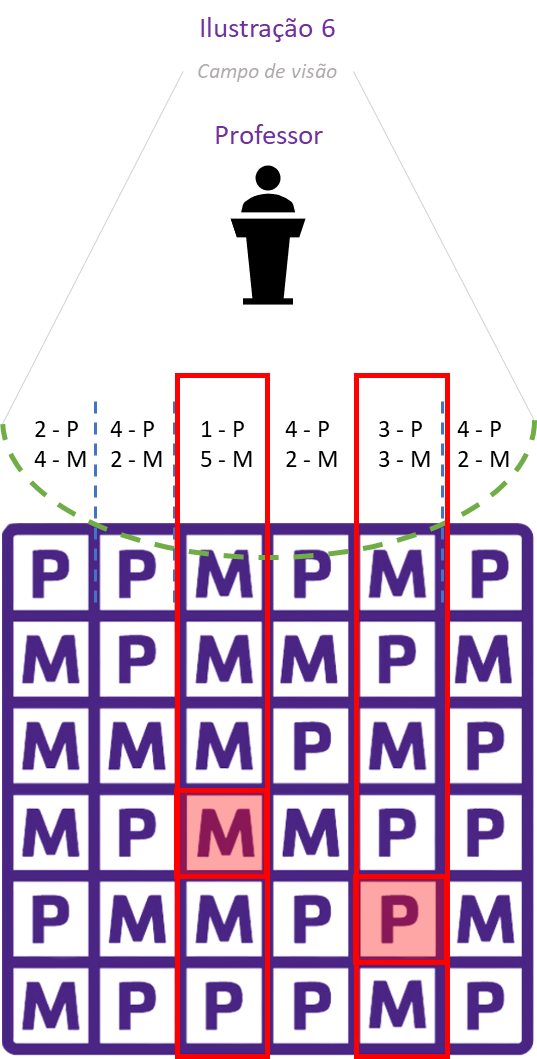 Ilustração 6
Campo de visão
Professor
2 - P 4 - P 1 - P 4 - P 3 - P 4 - P
4 - M 2 - M 5 - M 2 - M 3 - M 2 - M
P P M P M P
M P M M P M
M M M P M P
M P M M P P
P M M P P M
M P P P M P